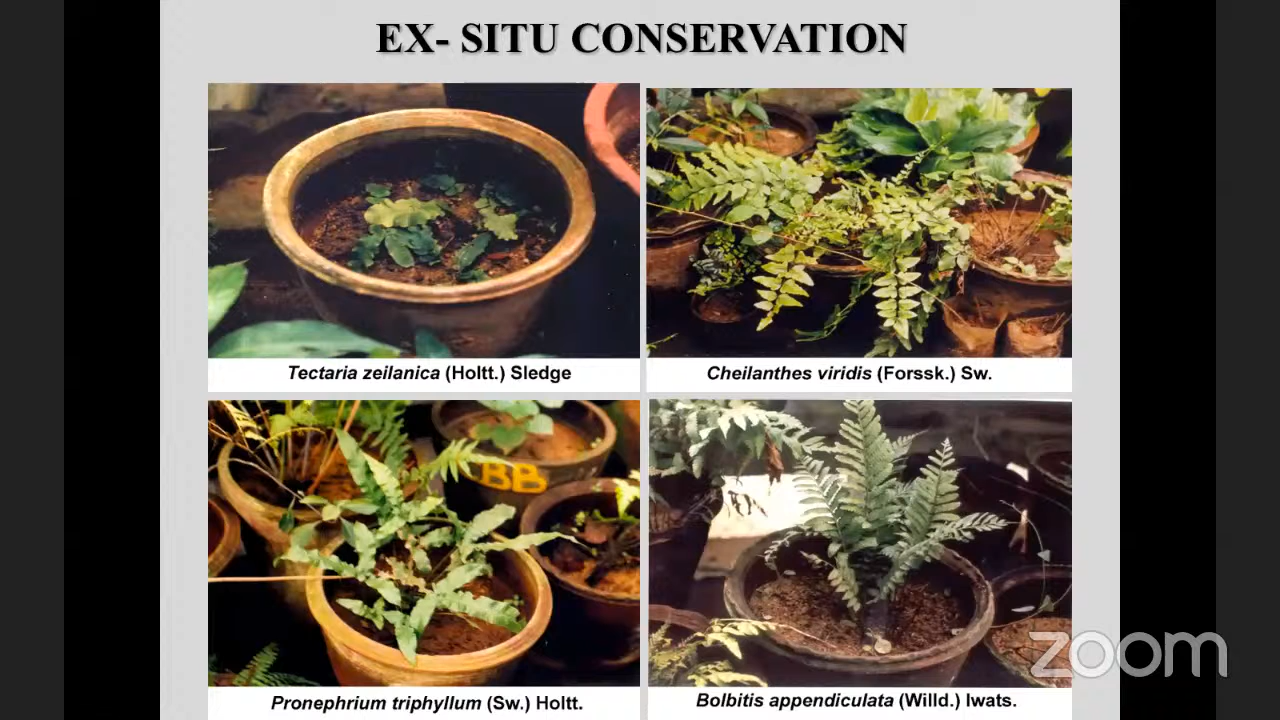 EX- SITU CONSERVATION
Tectaria zeilanica (Holtt.) Sledge
Cheilanthes viridis (Forssk.) Sw.
BB
Pronephrium triphyllum (Sw.) Holtt.
Bolbitis appendiculata (Willd.) Iwats.
zoom